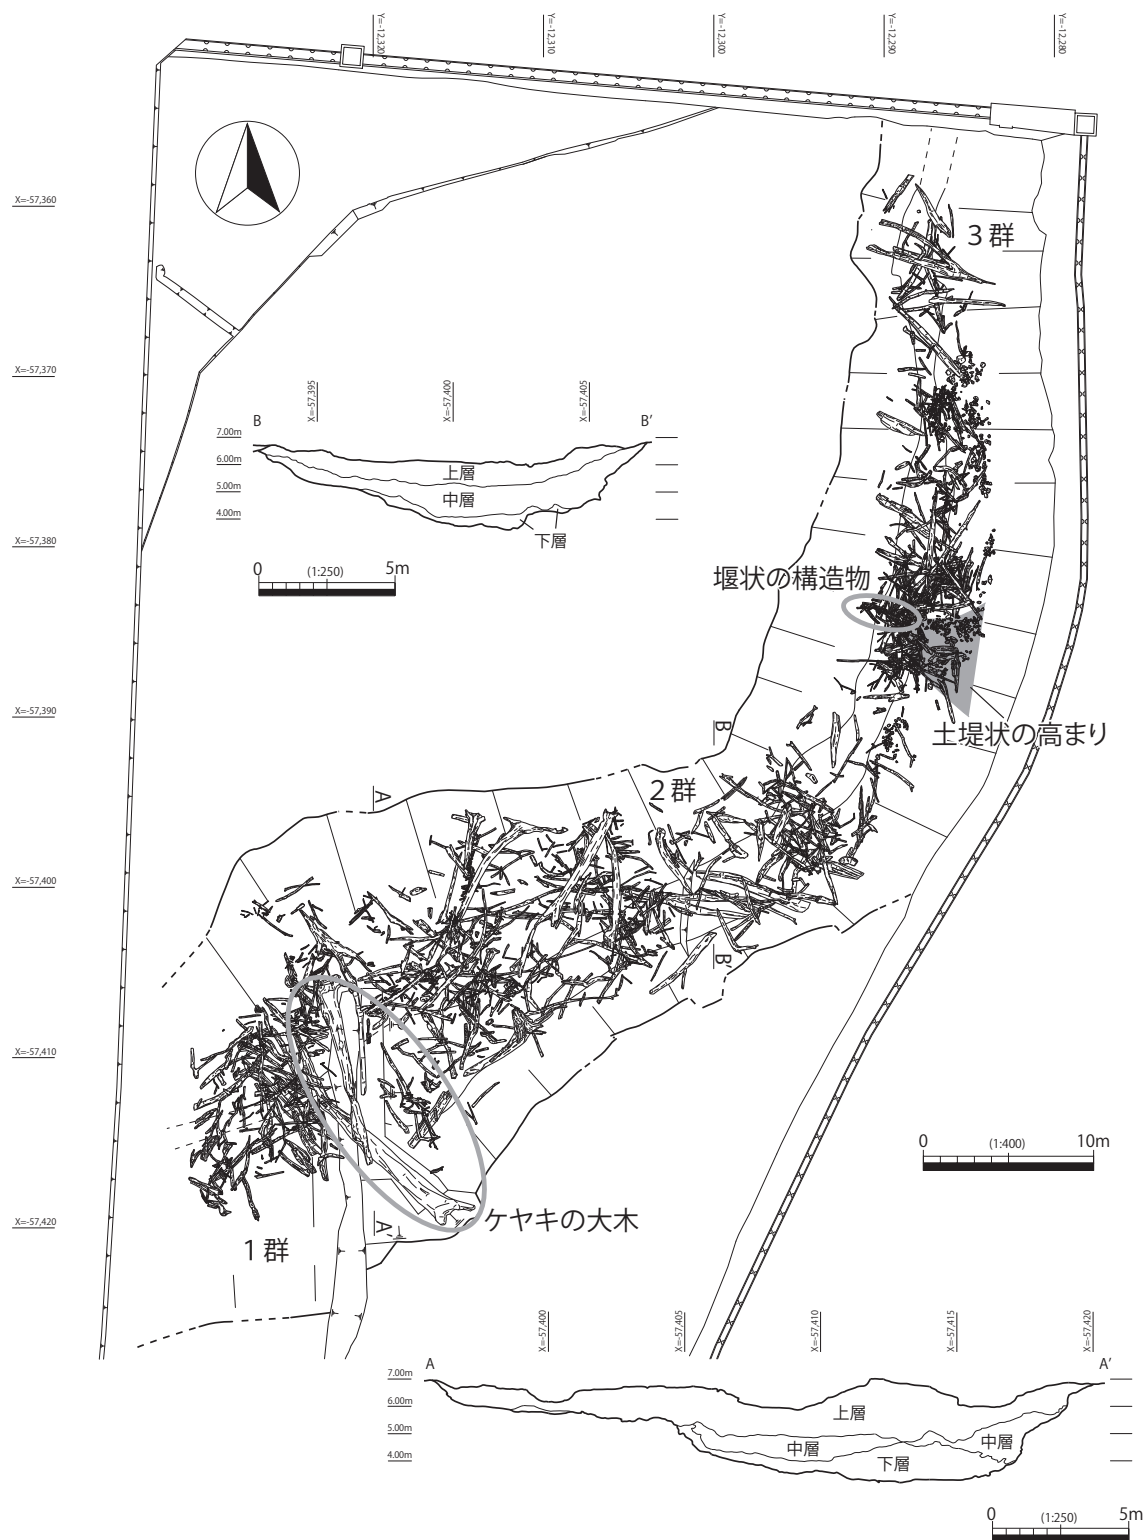 Y=-12,320
Y=-12,310
Y=-12,300
Y=-12,290
Y=-12,280
X=-57,360
３群
X=-57,370
X=-57,395
X=-57,400
X=-57,405
B
B′
7.00m
6.00m
5.00m
4.00m
上層
中層
下層
X=-57,380
0
(1:250)
5m
堰状の構造物
X=-57,390
土堤状の高まり
B
２群
A
X=-57,400
B′
X=-57,410
0
(1:400)
10m
X=-57,420
A′
ケヤキの大木
１群
X=-57,400
X=-57,405
X=-57,410
X=-57,415
X=-57,420
A
A′
7.00m
6.00m
5.00m
4.00m
上層
中層
中層
下層
0
(1:250)
5m